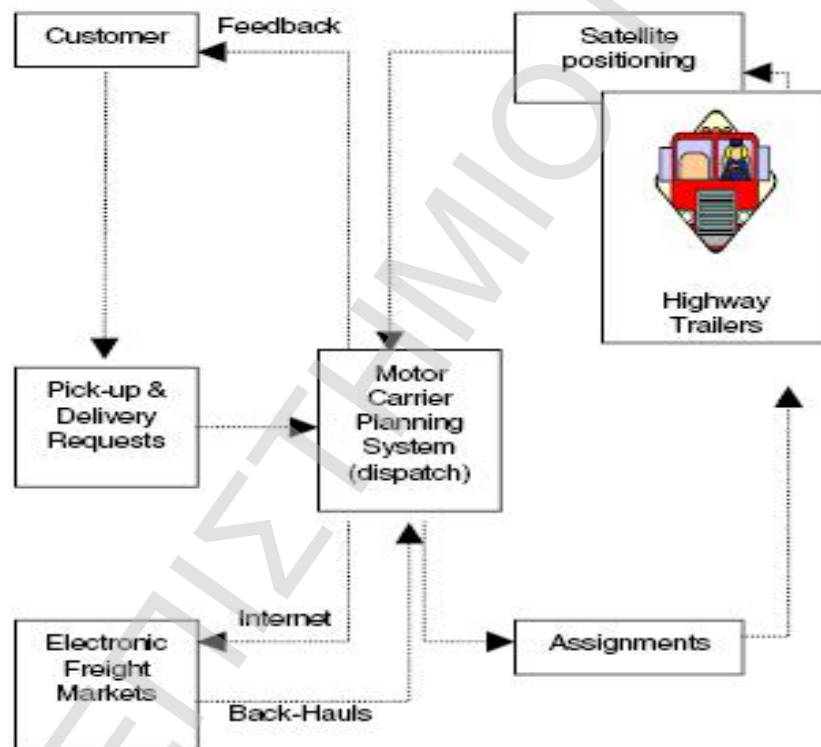 Customer
Feedback
Satellite
positioning
Highway
Trailers
Pick-up &
Delivery
Requests
Motor
Carrier
Planning
System
(dispatch)
Internet
Electronic
Freight
Markets
Assignments
Back-Hauls
ΕΠΙΣΤΗΜΙΟ